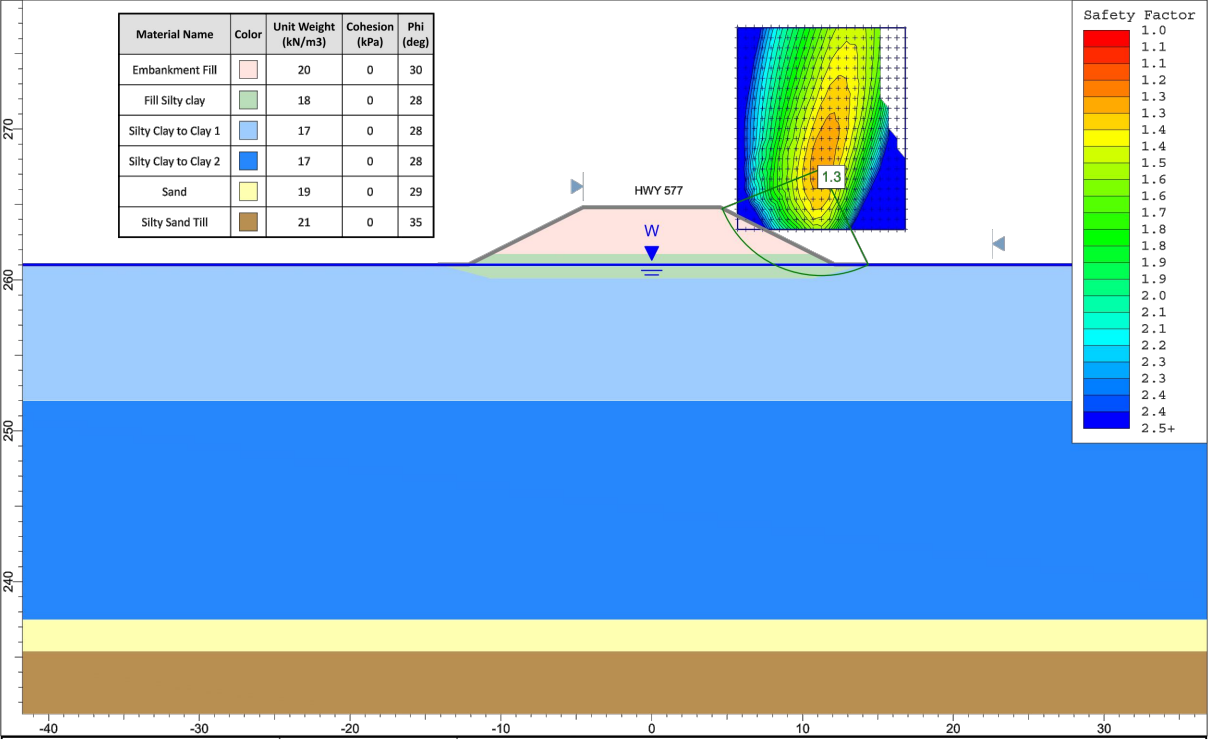 Material Name Color Unit Weight (kN/m3) Cohesion (kPa) Phi (deg)
Embankment Fill 20 0 30
Fill Silty clay 18 0 28
Silty Clay to Clay 1 17 0 28
Silty Clay to Clay 2 17 0 28
Sand 19 0 29
Silty Sand Till 21 0 35
HWY 577
W
1.3
Safety Factor
1.0
1.1
1.1
1.2
1.3
1.4
1.4
1.5
1.6
1.6
1.7
1.8
1.8
1.9
1.9
2.0
2.1
2.1
2.2
2.3
2.3
2.4
2.4
2.5+
270
260
250
240
-40 -30 -20 -10 0 10 20 30